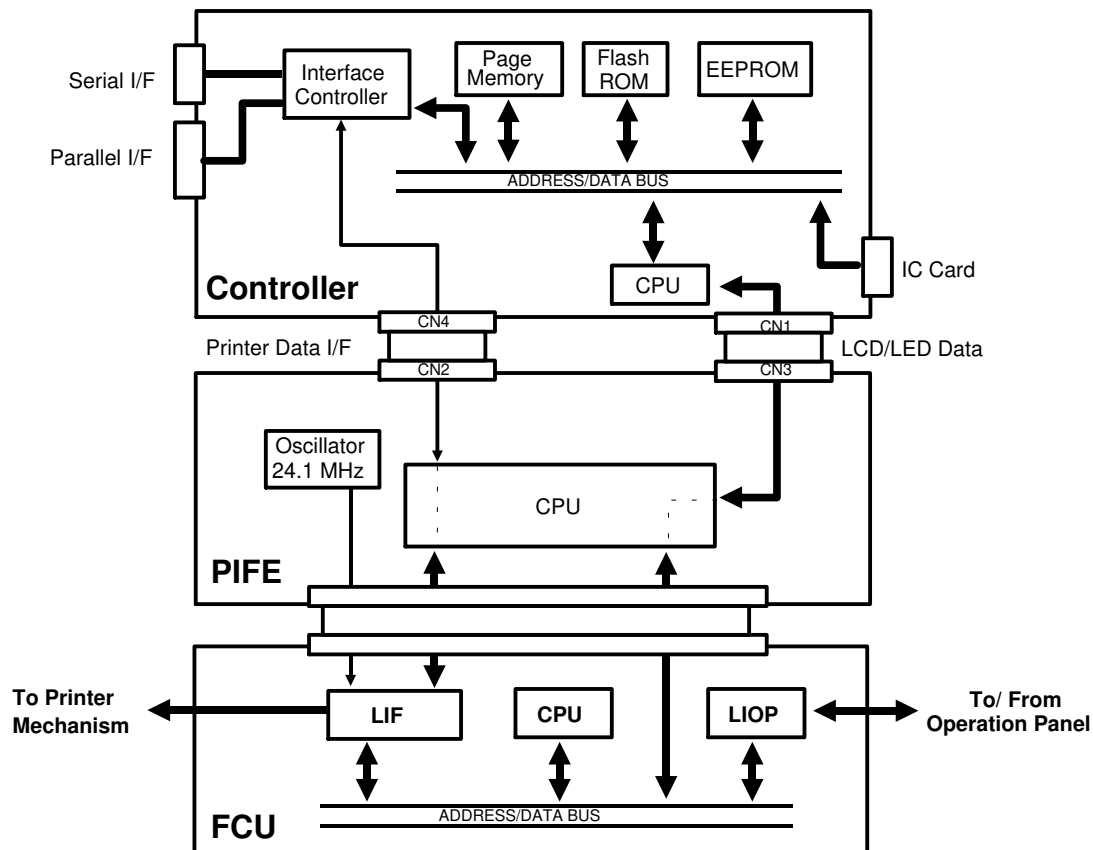 Serial I/F
Parallel I/F
Interface
Controller
Page
Memory
Flash
ROM
EEPROM
ADDRESS/DATA BUS
CPU
IC Card
Controller
CN4
CN1
Printer Data I/F
LCD/LED Data
CN2
CN3
Oscillator
24.1 MHz
CPU
PIFE
To Printer
Mechanism
LIF
CPU
LIOP
To/ From
Operation Panel
ADDRESS/DATA BUS
FCU